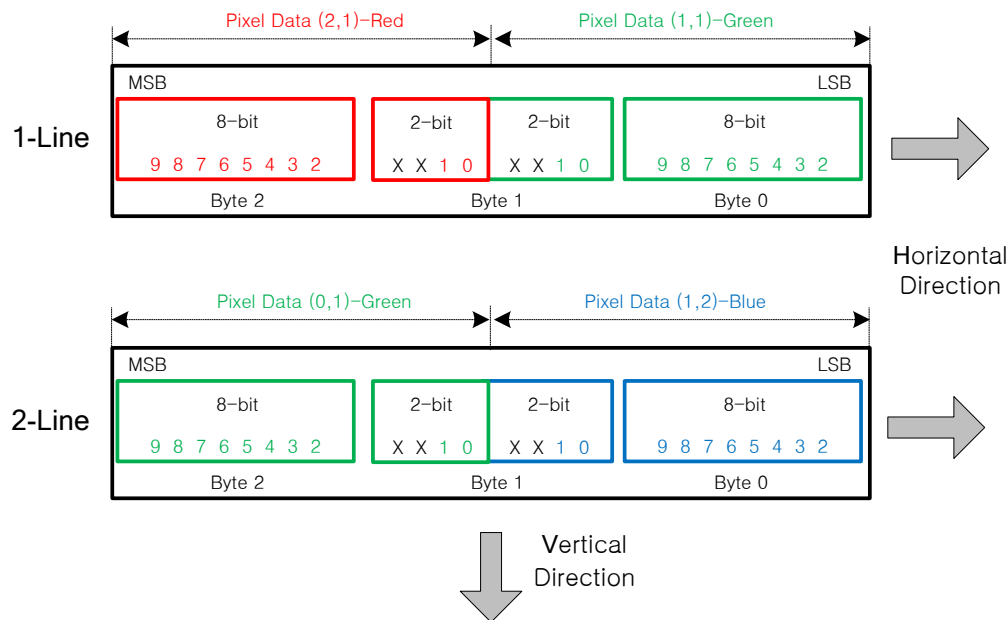 Pixel Data (2,1)-Red Pixel Data (1,1)-Green
MSB LSB
8-bit 2-bit 2-bit 8-bit
1-Line
9 8 7 6 5 4 3 2 X X 1 0 X X 1 0 9 8 7 6 5 4 3 2
Byte 2 Byte 1 Byte 0
Horizontal
Direction
Pixel Data (0,1)-Green Pixel Data (1,2)-Blue
MSB LSB
8-bit 2-bit 2-bit 8-bit
2-Line
9 8 7 6 5 4 3 2 X X 1 0 X X 1 0 9 8 7 6 5 4 3 2
Byte 2 Byte 1 Byte 0
Vertical
Direction